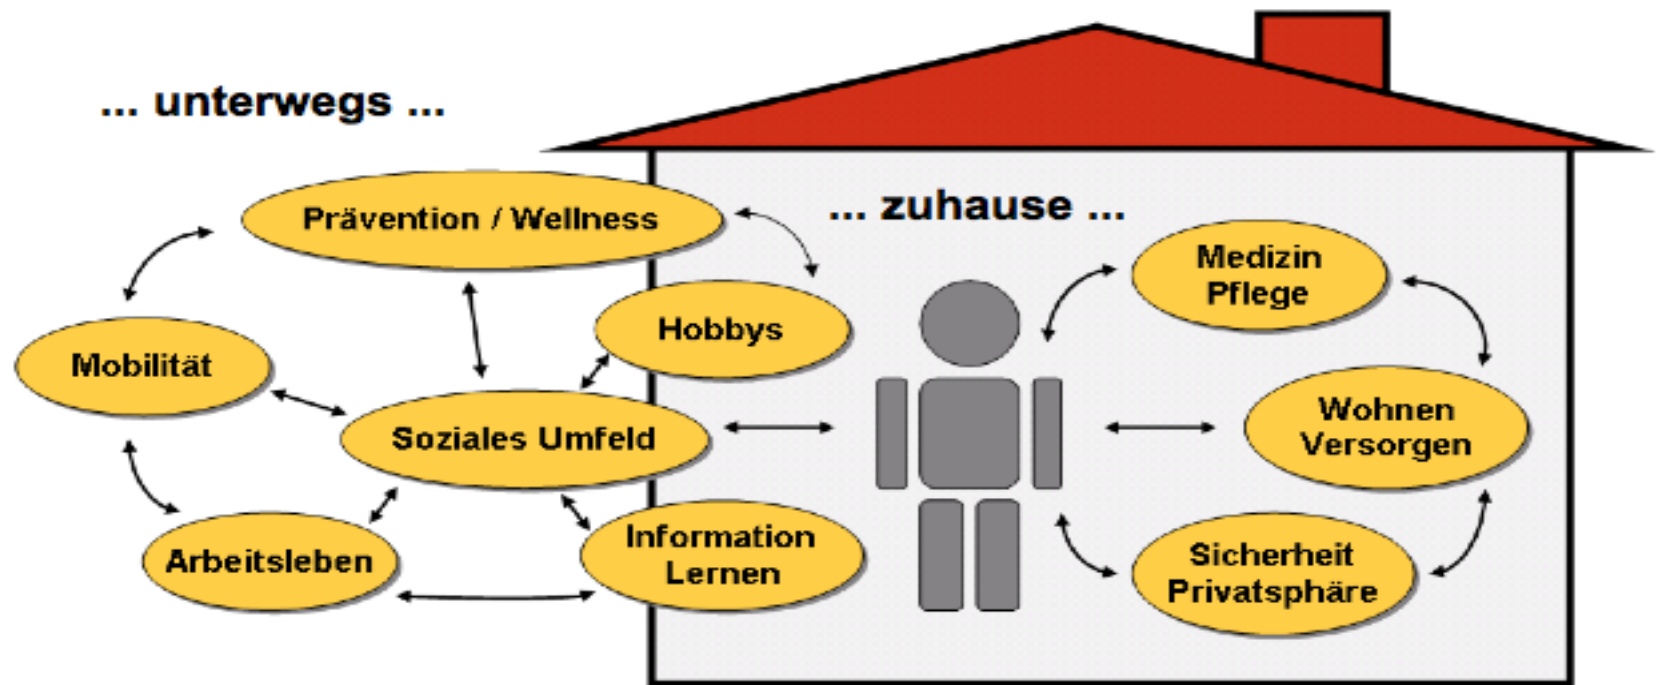 ... unterwegs ...
... zuhause ...
Prävention / Wellness
Medizin
Pflege
Hobbys
Mobilität
Soziales Umfeld
Wohnen
Versorgen
Arbeitsleben
Information
Lernen
Sicherheit
Privatsphäre